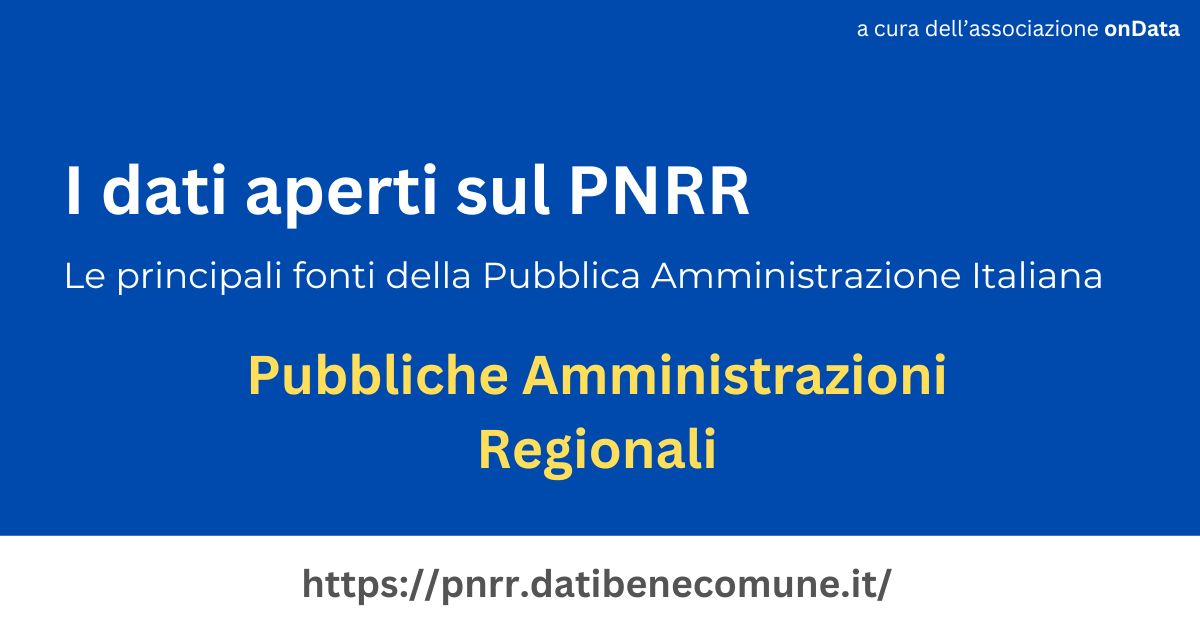 a cura dell’associazione onData
I dati aperti sul PNRR
Le principali fonti della Pubblica Amministrazione Italiana
Pubbliche Amministrazioni
Regionali
https://pnrr.datibenecomune.it/